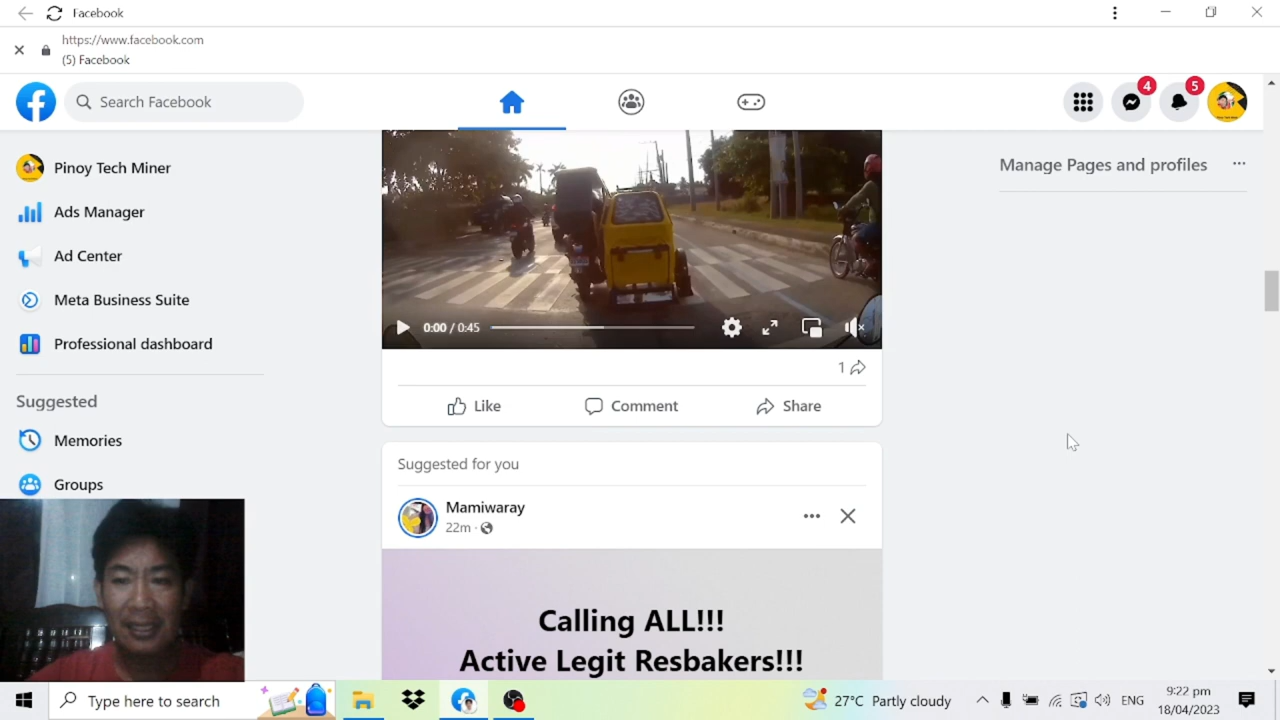 Facebook
https://www.facebook.com
(5) Facebook
Search Facebook
4
5
Pinoy Tech Miner
Ads Manager
Ad Center
Meta Business Suite
Professional dashboard
Suggested
Memories
Groups
0:00 / 0:45
1
Like
Comment
Share
Suggested for you
Mamiwaray
22m ·
Calling ALL!!!
Active Legit Resbakers!!!
Manage Pages and profiles
Type here to search
27°C Partly cloudy
ENG
9:22 pm
18/04/2023